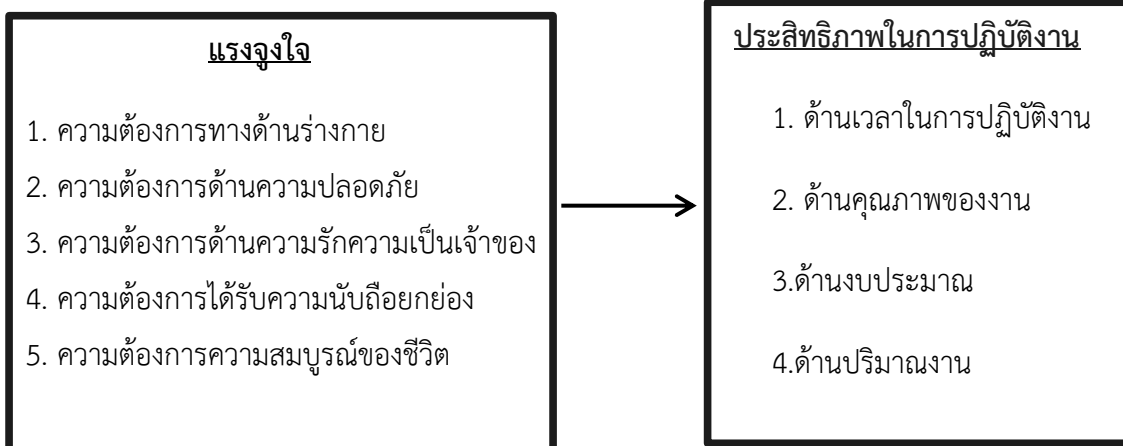 แรงจูงใจ
1. ความต้องการทางด้านร่างกาย
2. ความต้องการด้านความปลอดภัย
3. ความต้องการด้านความรักความเป็นเจ้าของ
4. ความต้องการได้รับความนับถือยกย่อง
5. ความต้องการความสมบูรณ์ของชีวิต
ประสิทธิภาพในการปฏิบัติงาน
1. ด้านเวลาในการปฏิบัติงาน
2. ด้านคุณภาพของงาน
3.ด้านงบประมาณ
4.ด้านปริมาณงาน